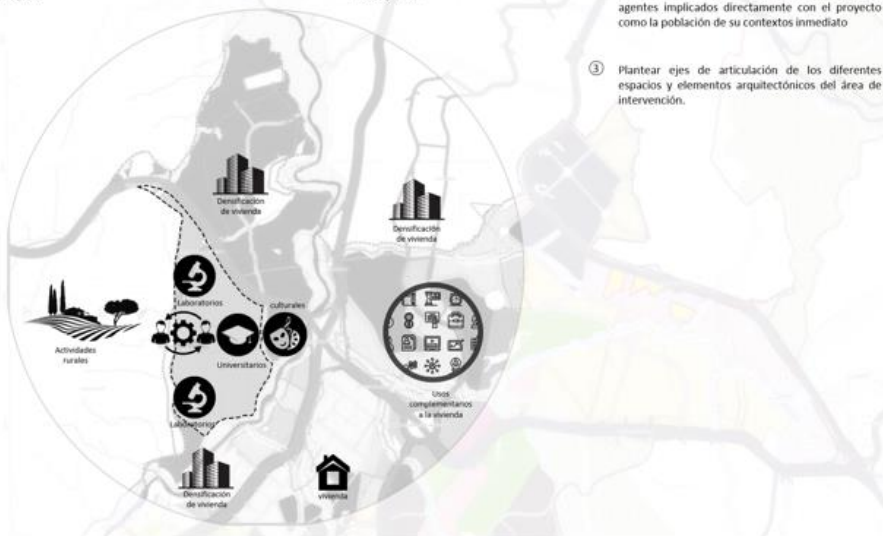 agentes implicados directamente con el proyecto
como la población de su contextos inmediato
③ Plantear ejes de articulación de los diferentes
espacios y elementos arquitectónicos del área de
intervención.
Densificación
de vivienda
Densificación
de vivienda
Laboratorios
culturales
Actividades
rurales
Universitarios
Usos
complementarios
a la vivienda
Laboratorios
Densificación
de vivienda
vivienda